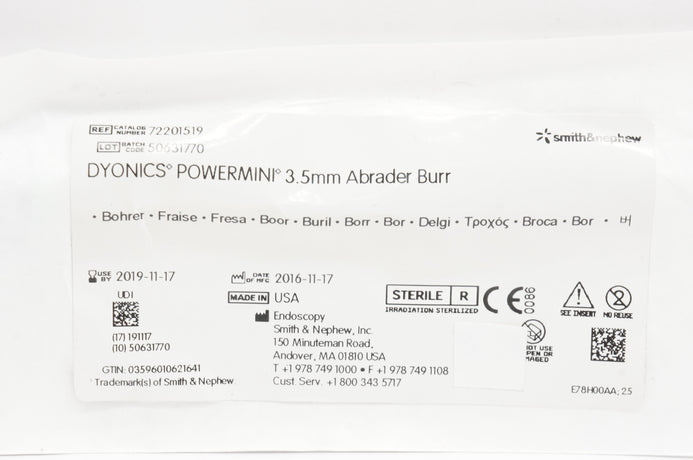 REF CATALOG NUMBER 72201519
LOT BATCH CODE 50631770
smith&nephew
DYONICS◊ POWERMINI◊ 3.5mm Abrader Burr
• Bohrer • Fraise • Fresa • Boor • Buril • Borr • Bor • Delgi • Τροχός • Broca • Bor • 버
USE BY 2019-11-17
DATE OF MFG 2016-11-17
MADE IN USA
UDI
(17) 191117
(10) 50631770
GTIN: 03596010621641
◊Trademark(s) of Smith & Nephew
Endoscopy
Smith & Nephew, Inc.
150 Minuteman Road,
Andover, MA 01810 USA
T +1 978 749 1000 • F +1 978 749 1108
Cust. Serv. +1 800 343 5717
STERILE R
IRRADIATION STERILIZED
CE 0086
SEE INSERT
2
NO REUSE
USE
OR
E78H00AA; 25